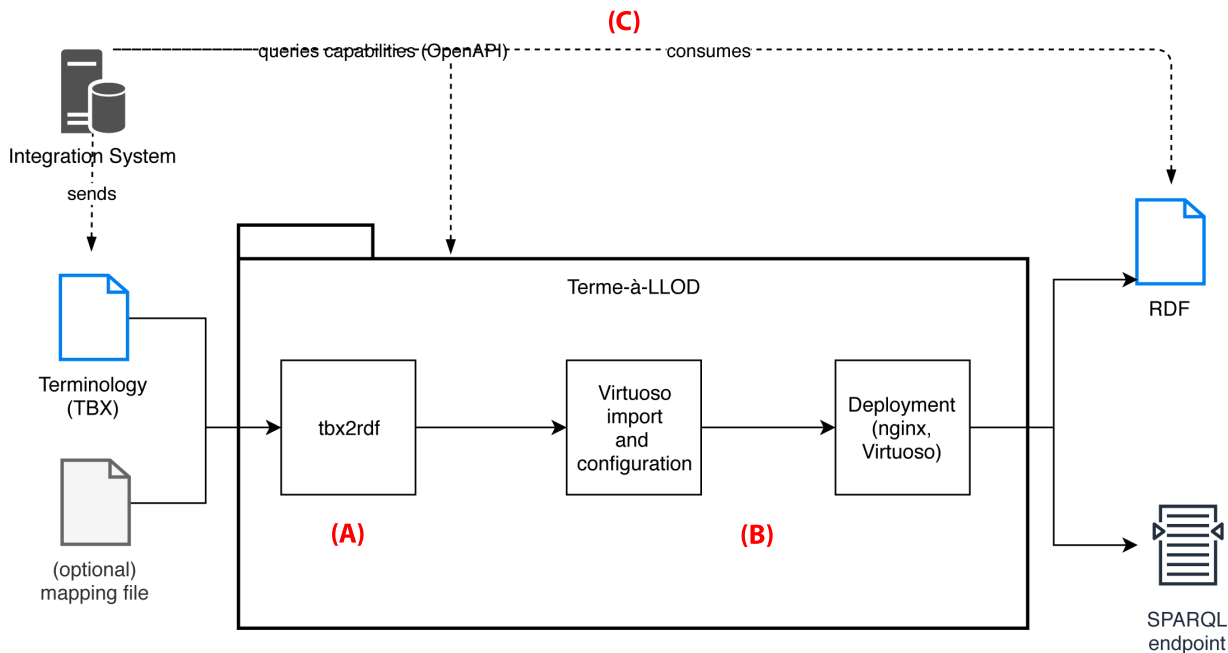 (C)
queries capabilities (OpenAPI)
consumes
Integration System
sends
Terme-à-LLOD
Terminology
(TBX)
(optional)
mapping file
tbx2rdf
(A)
Virtuoso
import
and
configuration
(B)
Deployment
(nginx,
Virtuoso)
RDF
SPARQL
endpoint